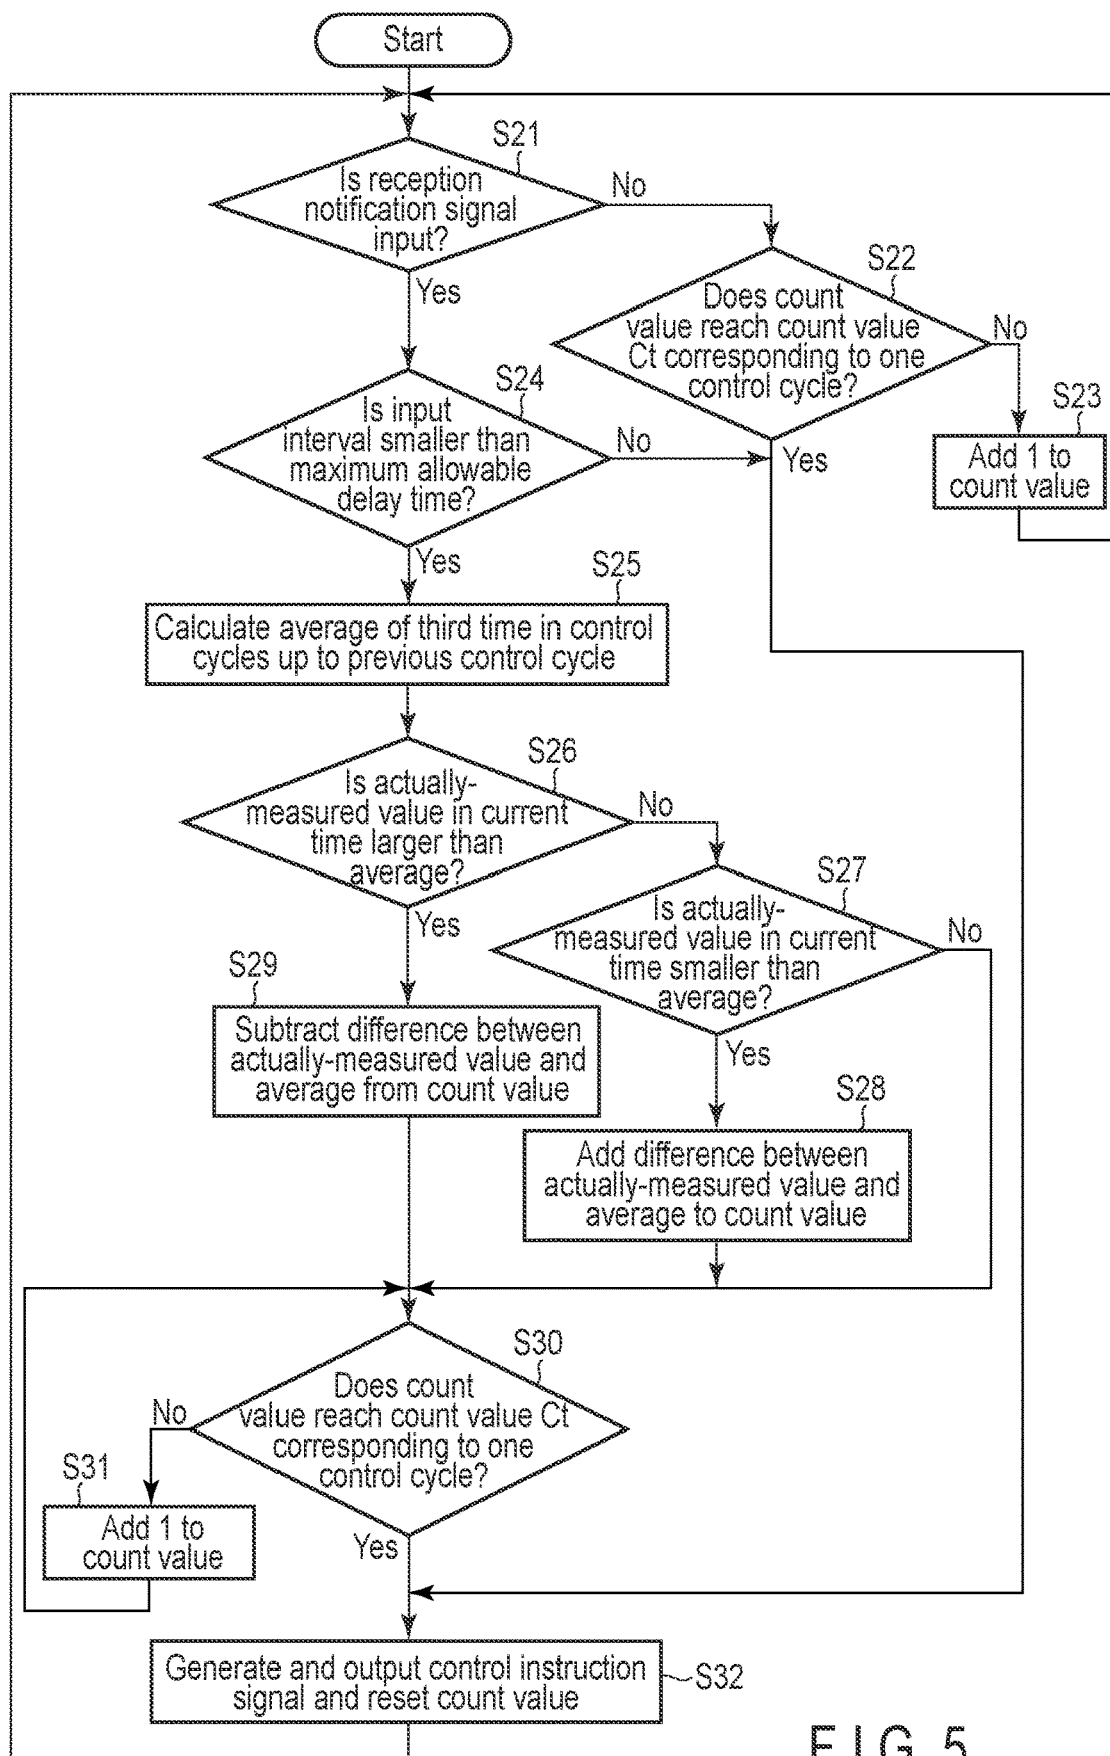 Start
S21
Is reception
notification signal
input?
No
Yes
S22
Does count
value reach count value
Ct corresponding to one
control cycle?
No
Yes
S23
Add 1 to
count value
S24
Is input
interval smaller than
maximum allowable
delay time?
No
Yes
S25
Calculate average of third time in control
cycles up to previous control cycle
S26
Is actually-
measured value in current
time larger than
average?
No
Yes
S27
Is actually-
measured value in current
time smaller than
average?
No
Yes
S29
Subtract difference between
actually-measured value and
average from count value
S28
Add difference between
actually-measured value and
average to count value
S30
Does count
value reach count value Ct
corresponding to one
control cycle?
No
Yes
S31
Add 1 to
count value
Generate and output control instruction
signal and reset count value
S32
FIG. 5